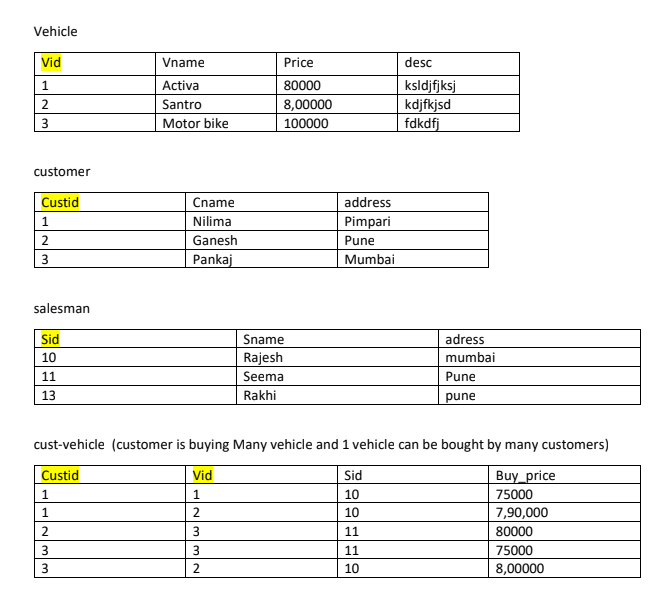 Vehicle
Vid Vname Price desc
1 Activa 80000 ksldjfjksj
2 Santro 8,00000 kdjfkjsd
3 Motor bike 100000 fdkdfj
customer
Custid Cname address
1 Nilima Pimpari
2 Ganesh Pune
3 Pankaj Mumbai
salesman
Sid Sname adress
10 Rajesh mumbai
11 Seema Pune
13 Rakhi pune
cust-vehicle (customer is buying Many vehicle and 1 vehicle can be bought by many customers)
Custid Vid Sid Buy_price
1 1 10 75000
1 2 10 7,90,000
2 3 11 80000
3 3 11 75000
3 2 10 8,00000